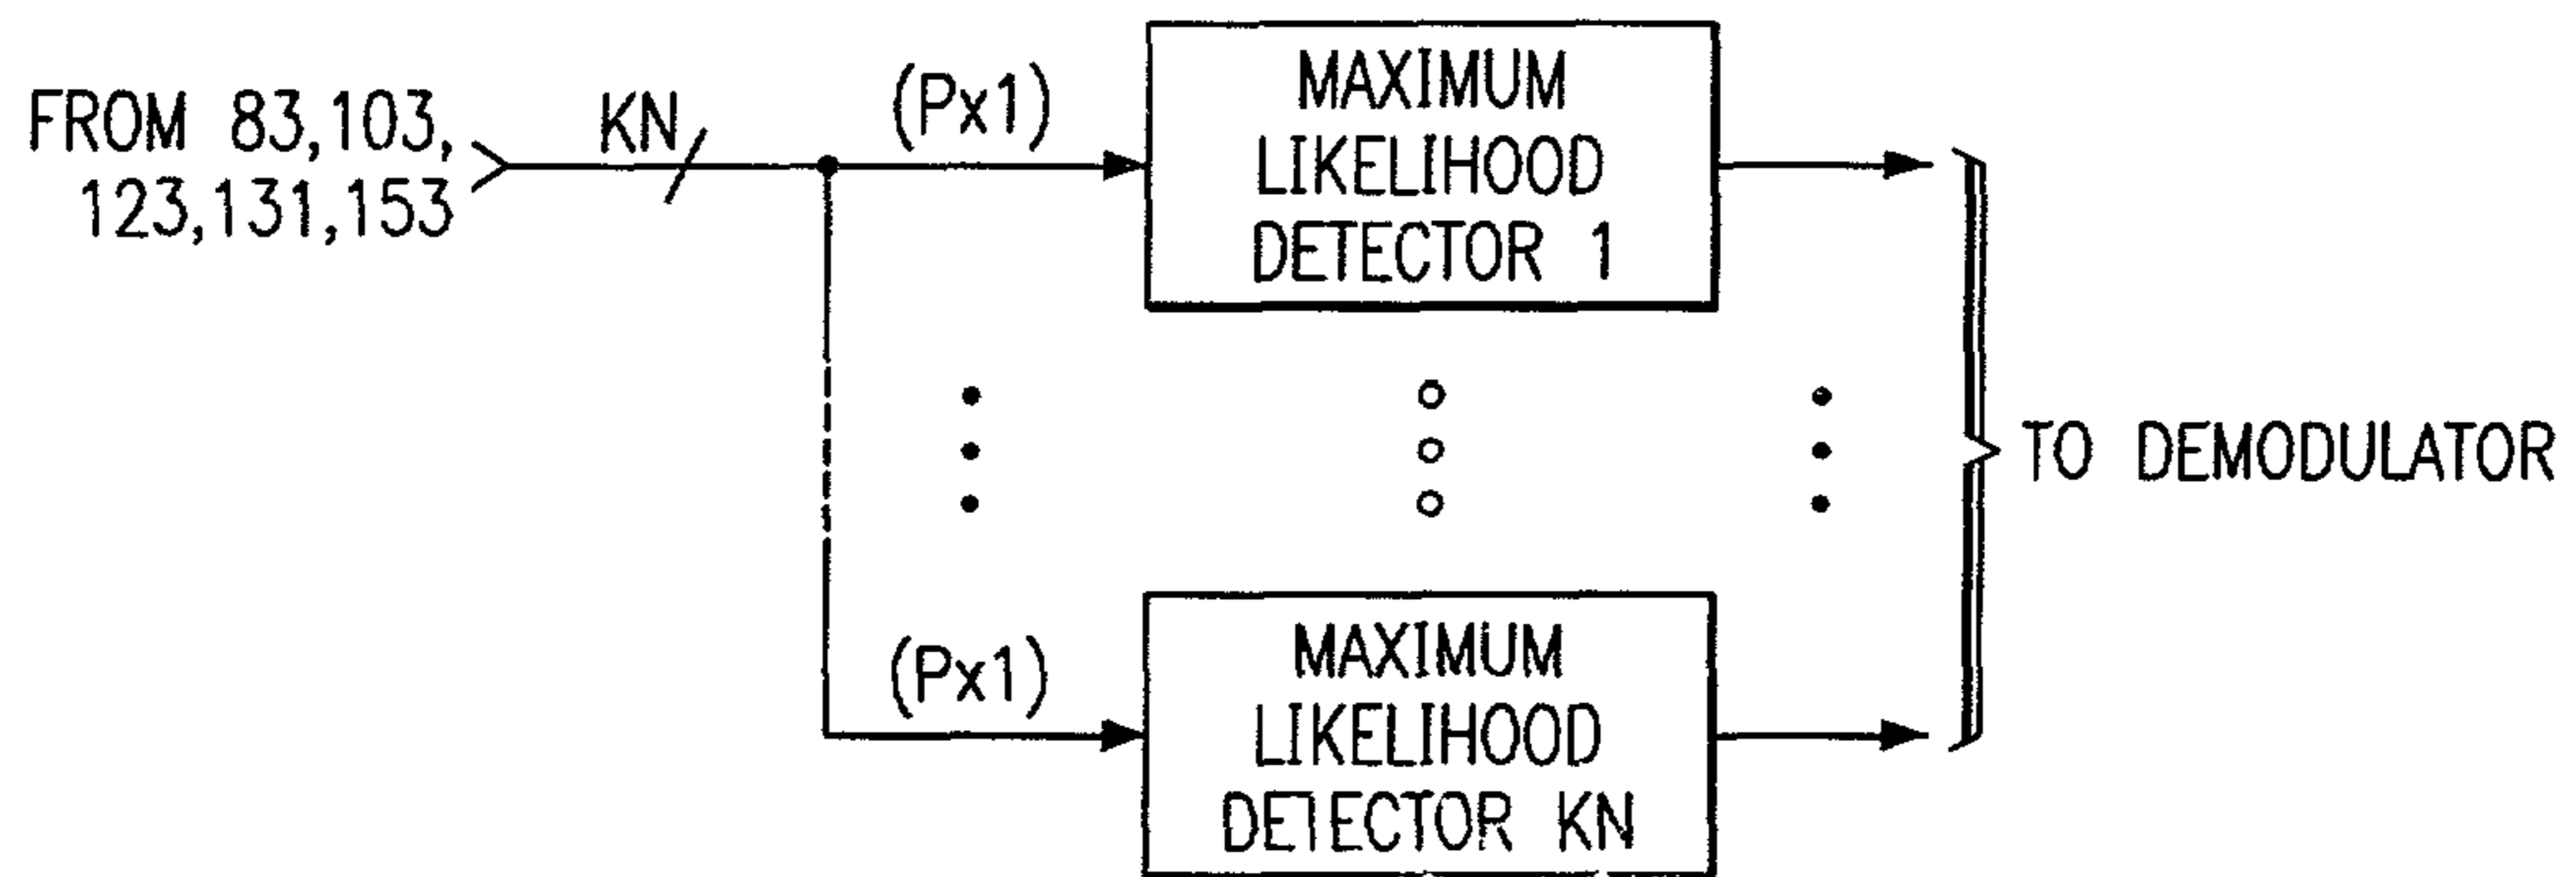 FROM 83,103,
123,131,153
KN
(Px1)
MAXIMUM
LIKELIHOOD
DETECTOR 1
TO DEMODULATOR
(Px1)
MAXIMUM
LIKELIHOOD
DETECTOR KN